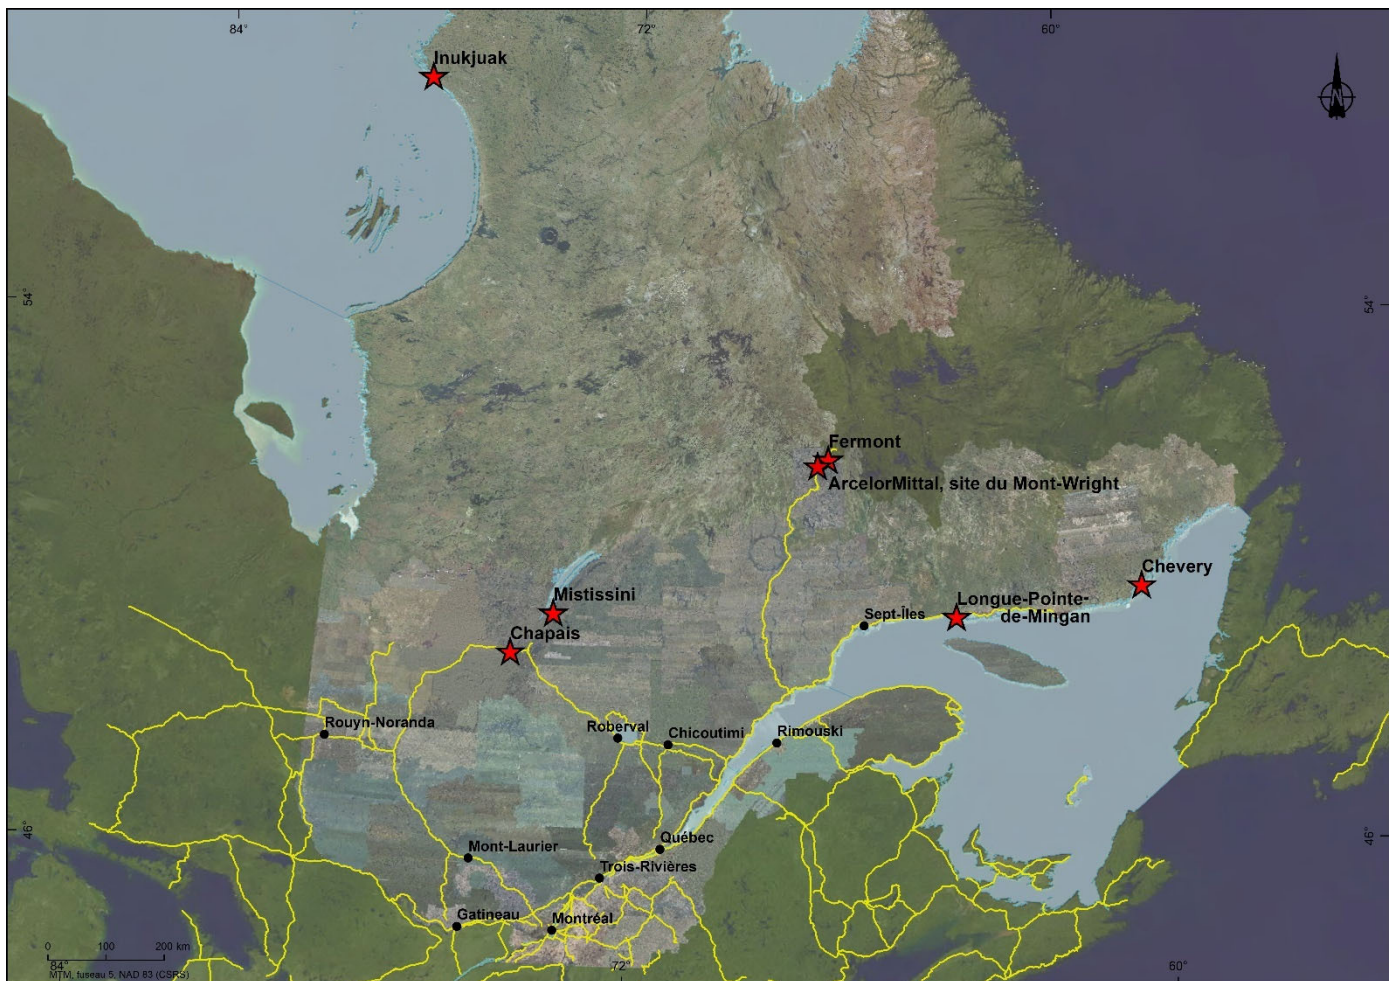 84°
72°
60°
Inukjuak
N
54°
54°
Fermont
ArcelorMittal, site du Mont-Wright
Chevery
Mistissini
Longue-Pointe-
de-Mingan
Sept-Îles
Chapais
Rouyn-Noranda
Roberval
Chicoutimi
Rimouski
46°
46°
Québec
Mont-Laurier
Trois-Rivières
Gatineau
Montréal
0 100 200 km
84°
72°
60°
MTM, fuseau 5, NAD 83 (CSRS)